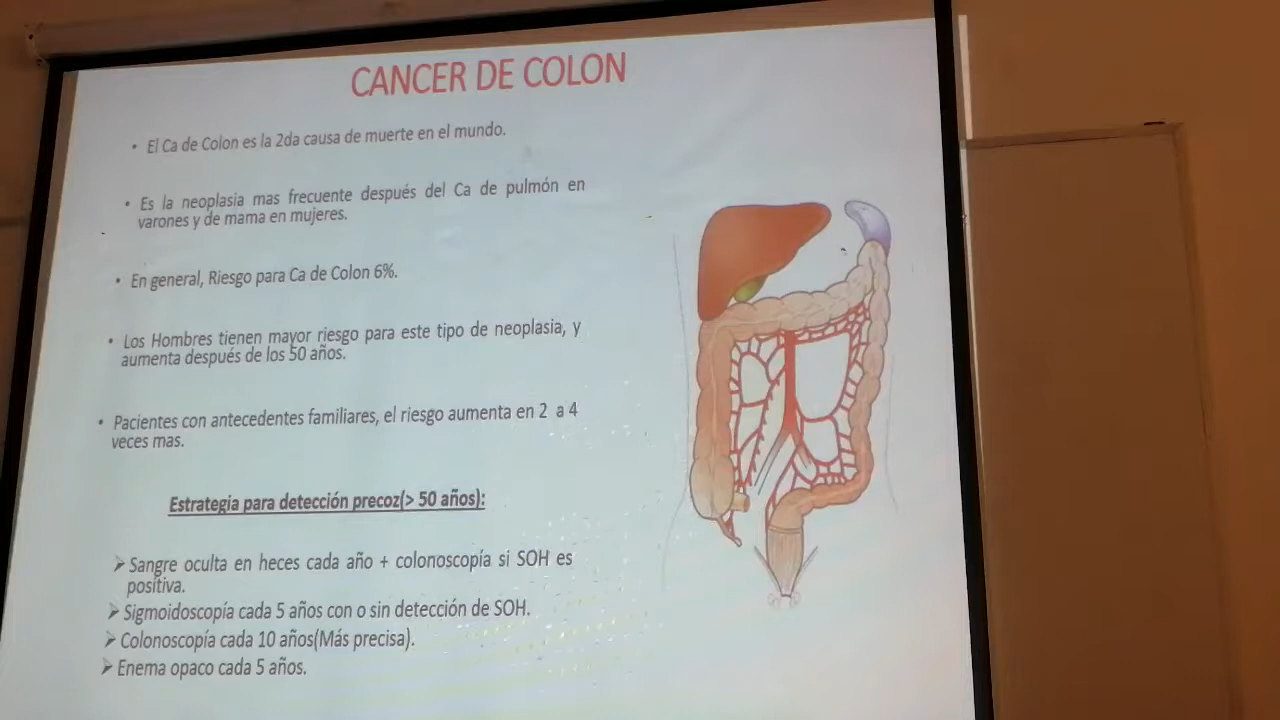 CANCER DE COLON
• El Ca de Colon es la 2da causa de muerte en el mundo.
• Es la neoplasia mas frecuente después del Ca de pulmón en
varones y de mama en mujeres.
• En general, Riesgo para Ca de Colon 6%.
• Los Hombres tienen mayor riesgo para este tipo de neoplasia, y
aumenta después de los 50 años.
• Pacientes con antecedentes familiares, el riesgo aumenta en 2 a 4
veces mas.
Estrategia para detección precoz(> 50 años):
➢ Sangre oculta en heces cada año + colonoscopía si SOH es
positiva.
➢ Sigmoidoscopía cada 5 años con o sin detección de SOH.
➢ Colonoscopía cada 10 años(Más precisa).
➢ Enema opaco cada 5 años.